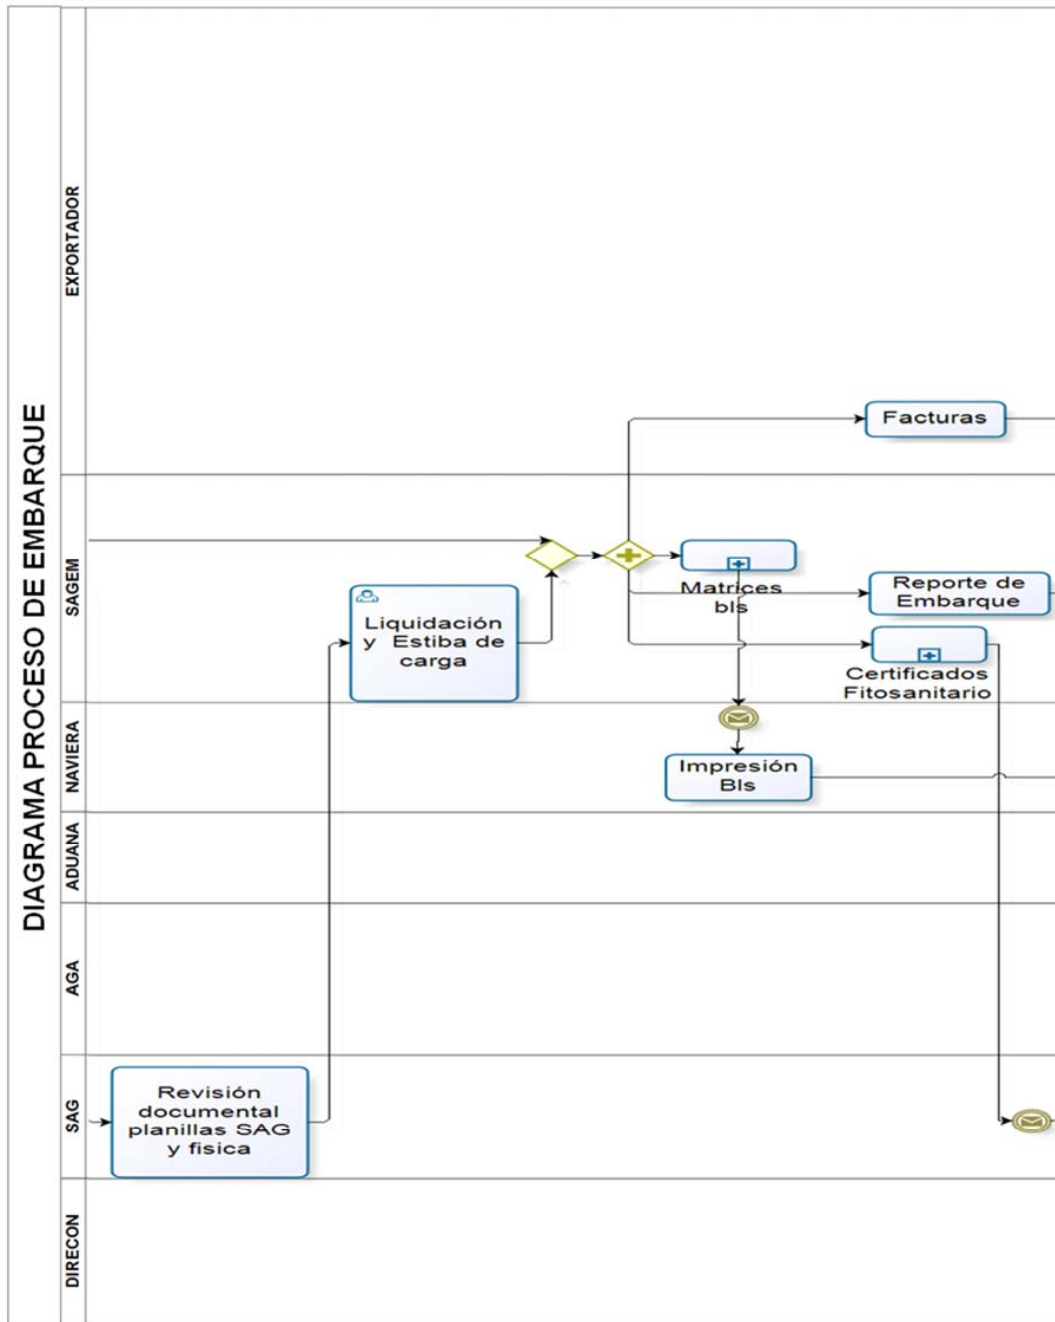 DIAGRAMA PROCESO DE EMBARQUE
EXPORTADOR
Facturas
SAGEM
Liquidación
y Estiba de
carga
Matrices
bls
Reporte de
Embarque
Certificados
Fitosanitario
NAVIERA
Impresión
Bls
ADUANA
AGA
SAG
Revisión
documental
planillas SAG
y fisica
DIRECON